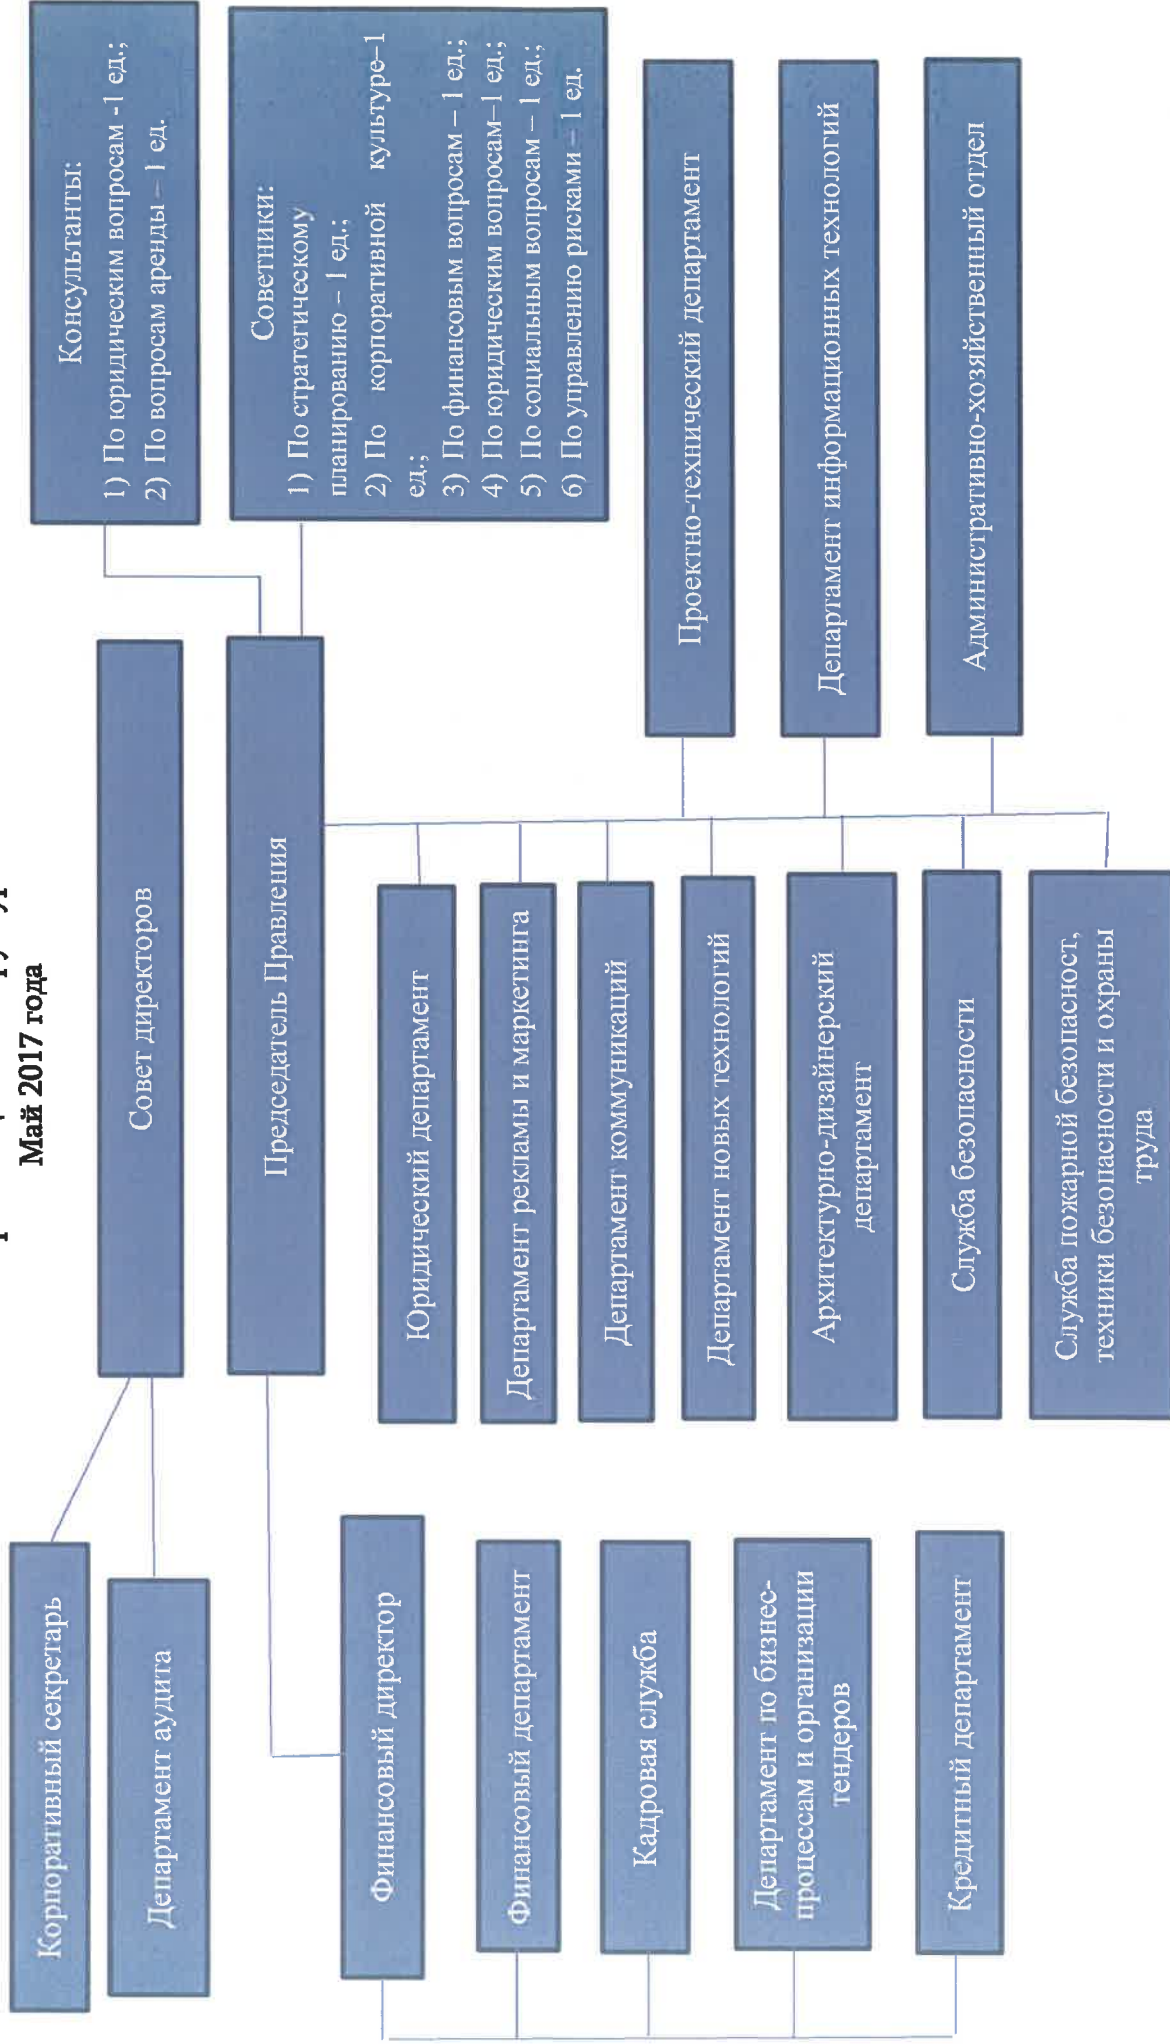 Май 2017 года
Корпоративный секретарь
Департамент аудита
Совет директоров
Консультанты:
1) По юридическим вопросам -1 ед.;
2) По вопросам аренды – 1 ед.
Председатель Правления
Советники:
1) По стратегическому
планированию – 1 ед.;
2) По корпоративной культуре–1
ед.;
3) По финансовым вопросам – 1 ед.;
4) По юридическим вопросам–1 ед.;
5) По социальным вопросам – 1 ед.;
6) По управлению рисками – 1 ед.
Финансовый директор
Финансовый департамент
Кадровая служба
Департамент по бизнес-
процессам и организации
тендеров
Кредитный департамент
Юридический департамент
Департамент рекламы и маркетинга
Департамент коммуникаций
Департамент новых технологий
Архитектурно-дизайнерский
департамент
Служба безопасности
Служба пожарной безопасност,
техники безопасности и охраны
труда
Проектно-технический департамент
Департамент информационных технологий
Административно-хозяйственный отдел